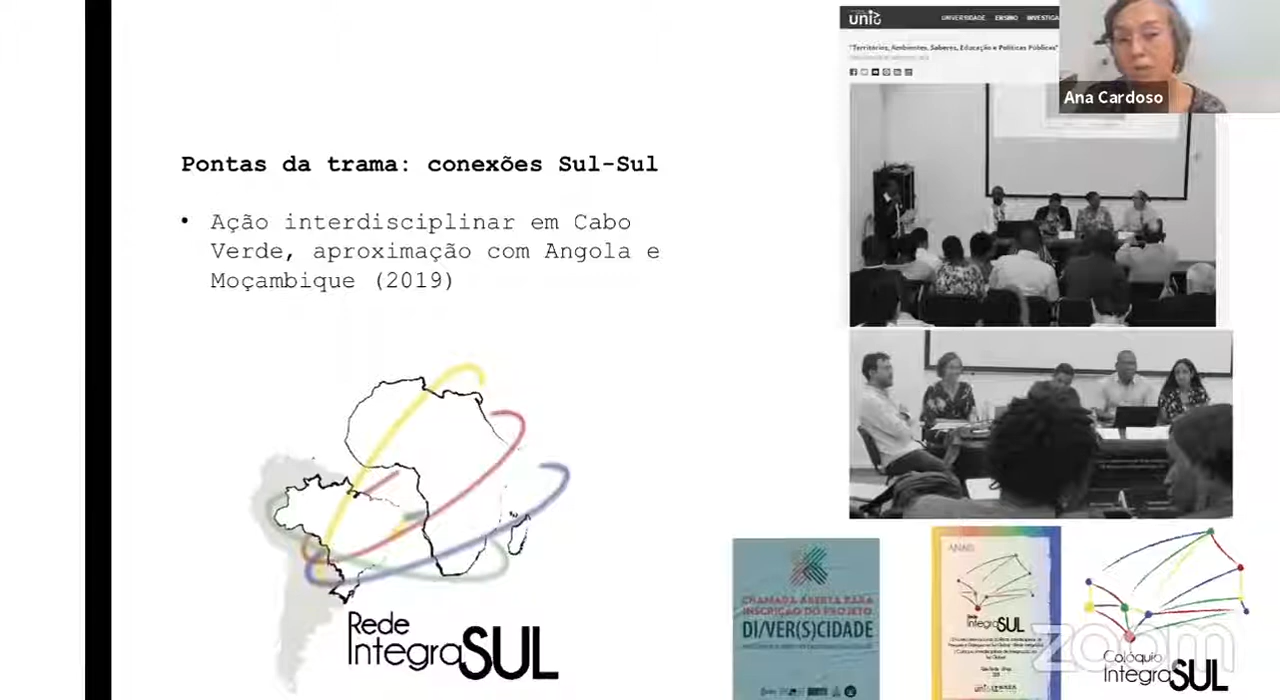 Pontas da trama: conexões Sul-Sul
• Ação interdisciplinar em Cabo
Verde, aproximação com Angola e
Moçambique (2019)
Rede
IntegraSUL
UNIVERSIDADE ENSINO
"Territórios, Ambientes, Saberes, Educação e Políticas Públicas"
Ana Cardoso
CHAMADA ABERTA PARA
INSCRIÇÃO DO PROJETO
DI/VER(S)CIDADE
ANAIS
Rede
IntegraSUL
zoom
Colóquio
IntegraSUL